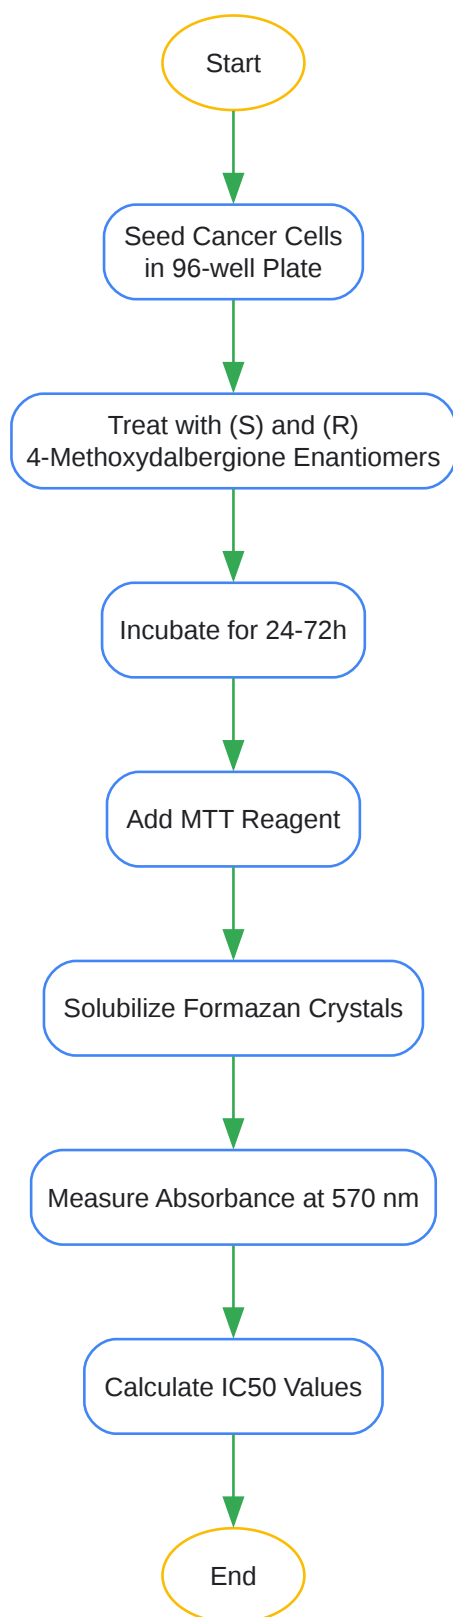 Start
Seed Cancer Cells
in 96-well Plate
Treat with (S) and (R)
4-Methoxydalbergione Enantiomers
Incubate for 24-72h
Add MTT Reagent
Solubilize Formazan Crystals
Measure Absorbance at 570 nm
Calculate IC50 Values
End